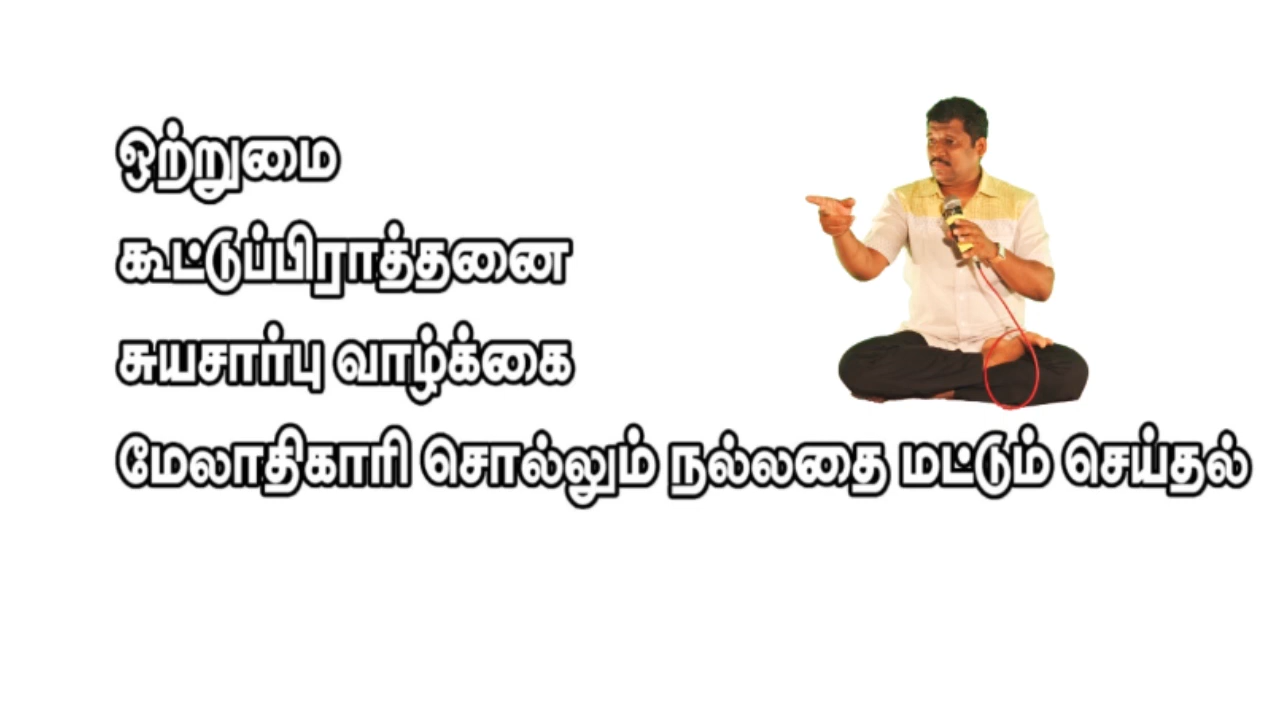 ஒற்றுமை
கூட்டுப்பிராத்தனை
சுயசார்பு வாழ்க்கை
மேலாதிகாரி சொல்லும் நல்லதை மட்டும் செய்தல்